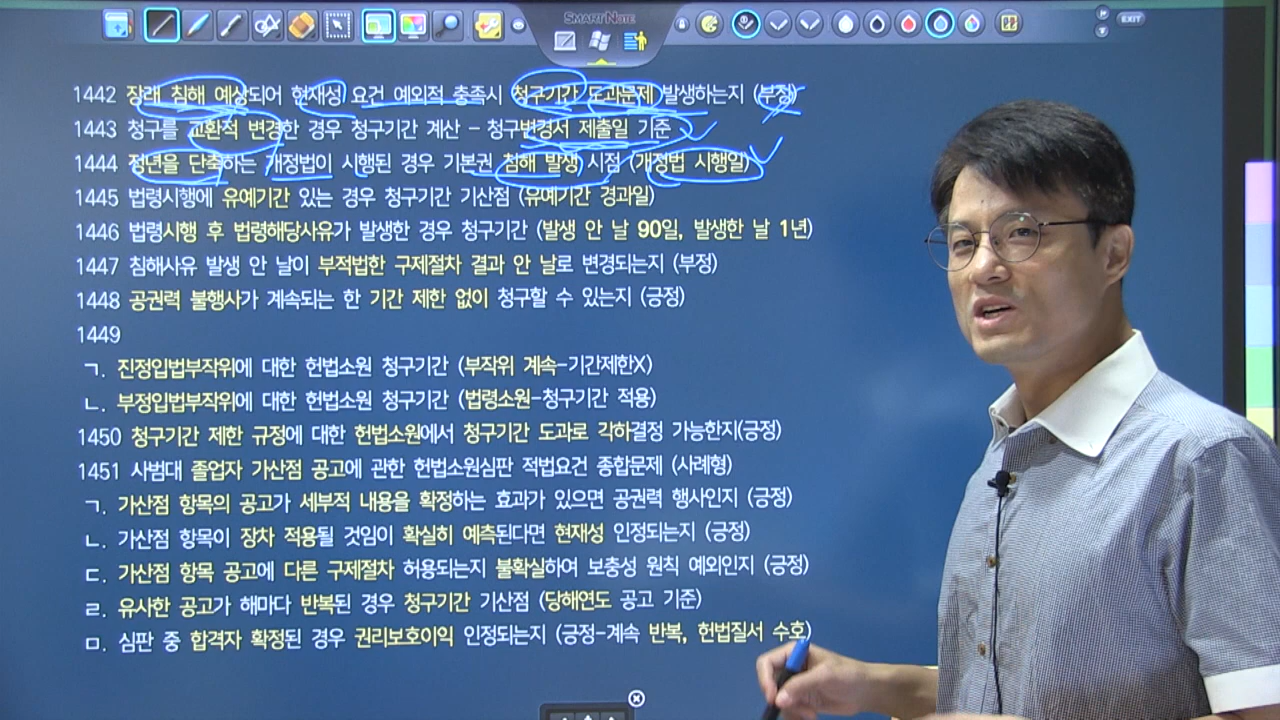 SMARTNOTE
EXIT
1442 장래 침해 예상되어 현재성 요건 예외적 충족시 청구기간 도과문제 발생하는지 (부정)
1443 청구를 교환적 변경한 경우 청구기간 계산 - 청구변경서 제출일 기준
1444 정년을 단축하는 개정법이 시행된 경우 기본권 침해 발생 시점 (개정법 시행일)
1445 법령시행에 유예기간 있는 경우 청구기간 기산점 (유예기간 경과일)
1446 법령시행 후 법령해당사유가 발생한 경우 청구기간 (발생 안 날 90일, 발생한 날 1년)
1447 침해사유 발생 안 날이 부적법한 구제절차 결과 안 날로 변경되는지 (부정)
1448 공권력 불행사가 계속되는 한 기간 제한 없이 청구할 수 있는지 (긍정)
1449
ㄱ. 진정입법부작위에 대한 헌법소원 청구기간 (부작위 계속-기간제한X)
ㄴ. 부정입법부작위에 대한 헌법소원 청구기간 (법령소원-청구기간 적용)
1450 청구기간 제한 규정에 대한 헌법소원에서 청구기간 도과로 각하결정 가능한지(긍정)
1451 사범대 졸업자 가산점 공고에 관한 헌법소원심판 적법요건 종합문제 (사례형)
ㄱ. 가산점 항목의 공고가 세부적 내용을 확정하는 효과가 있으면 공권력 행사인지 (긍정)
ㄴ. 가산점 항목이 장차 적용될 것임이 확실히 예측된다면 현재성 인정되는지 (긍정)
ㄷ. 가산점 항목 공고에 다른 구제절차 허용되는지 불확실하여 보충성 원칙 예외인지 (긍정)
ㄹ. 유사한 공고가 해마다 반복된 경우 청구기간 기산점 (당해연도 공고 기준)
ㅁ. 심판 중 합격자 확정된 경우 권리보호이익 인정되는지 (긍정-계속 반복, 헌법질서 수호)